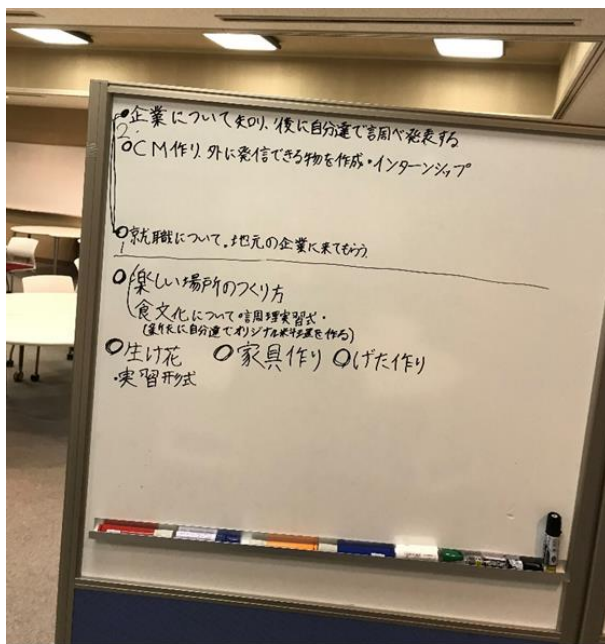 ●企業について知り、後に自分達で調べ発表する
2.
○CM作り、外に発信できる物を作成・インターンシップ
○就職について、地元の企業に来てもらう
1
○楽しい場所のつくり方
食文化について・調理実習式・
(新たに自分達でオリジナル料理を作る)
○生け花 ○家具作り ○げた作り
・実習形式